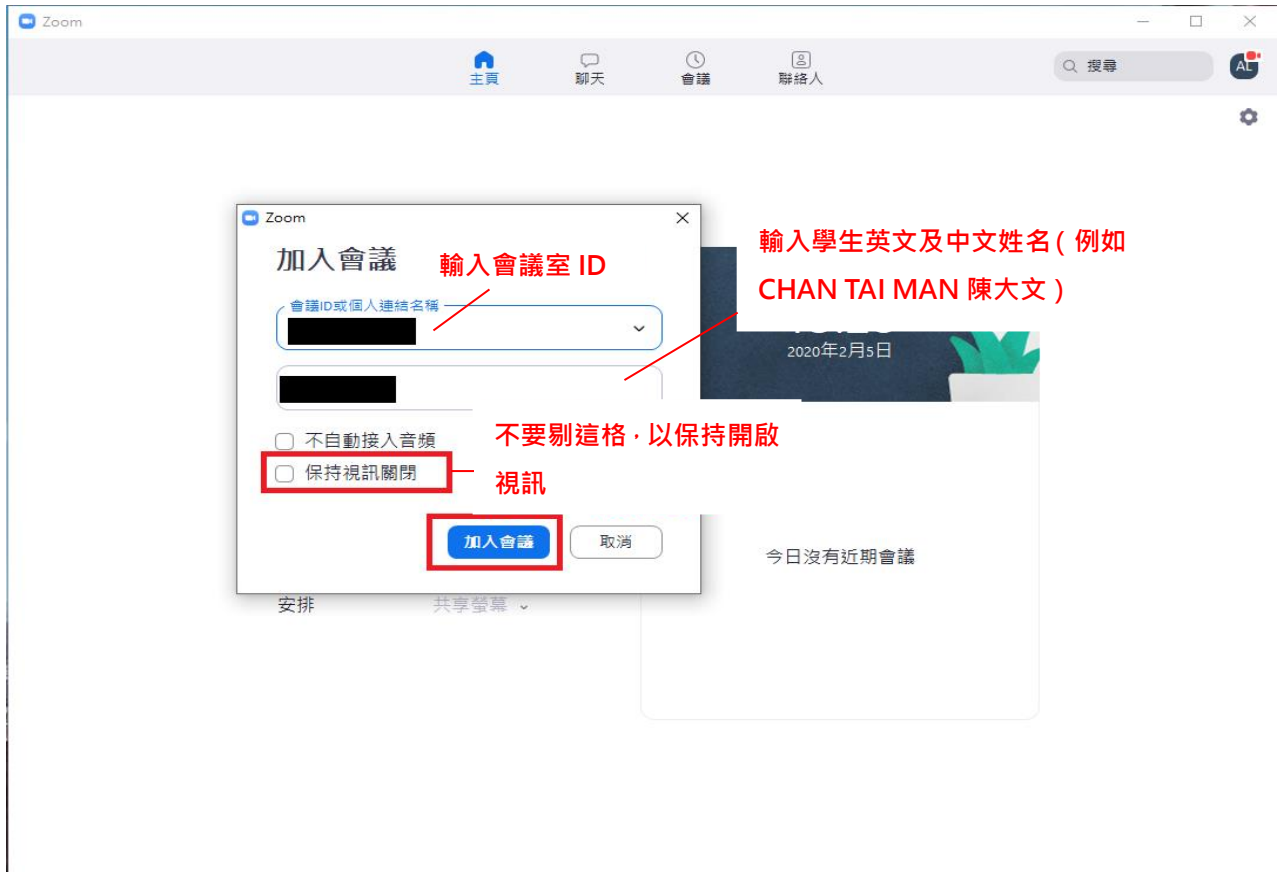 Zoom
主頁
聊天
會議
聯絡人
搜尋
AL
Zoom
加入會議
輸入會議室 ID
會議ID或個人連結名稱
輸入學生英文及中文姓名 ( 例如
CHAN TAI MAN 陳大文 )
2020年2月5日
不自動接入音頻
保持視訊關閉
不要剔這格，以保持開啟
視訊
加入會議
取消
今日沒有近期會議
安排
共享螢幕